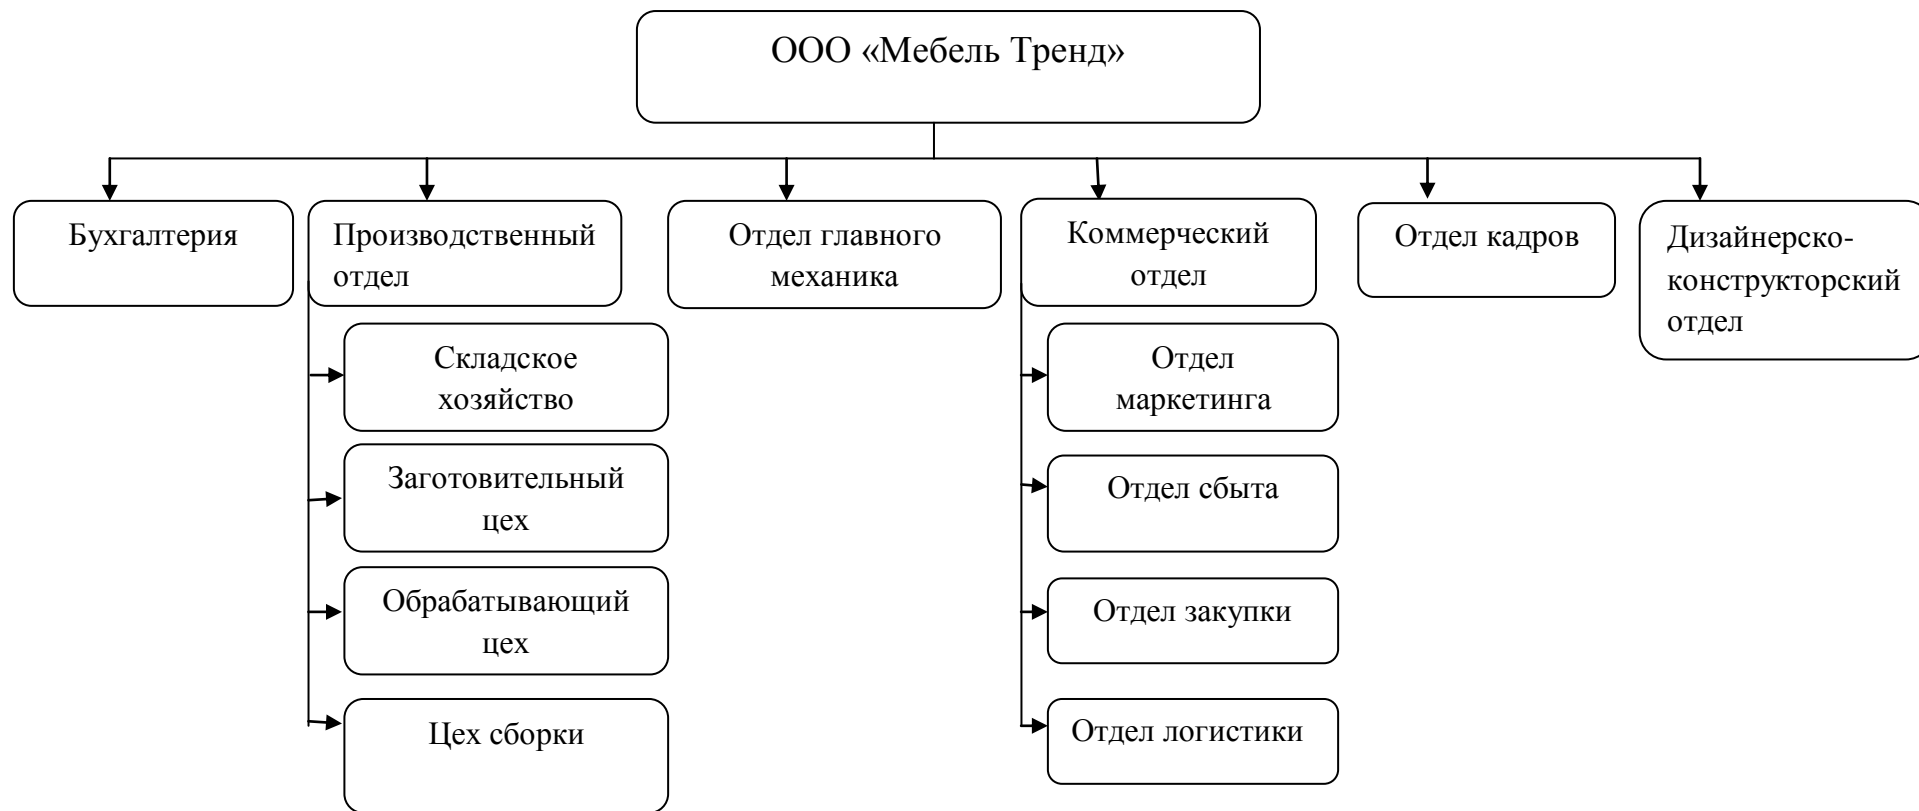 ООО «Мебель Тренд»
Бухгалтерия
Производственный
отдел
Отдел главного
механика
Коммерческий
отдел
Отдел кадров
Дизайнерско-
конструкторский
отдел
Складское
хозяйство
Заготовительный
цех
Обрабатывающий
цех
Цех сборки
Отдел
маркетинга
Отдел сбыта
Отдел закупки
Отдел логистики